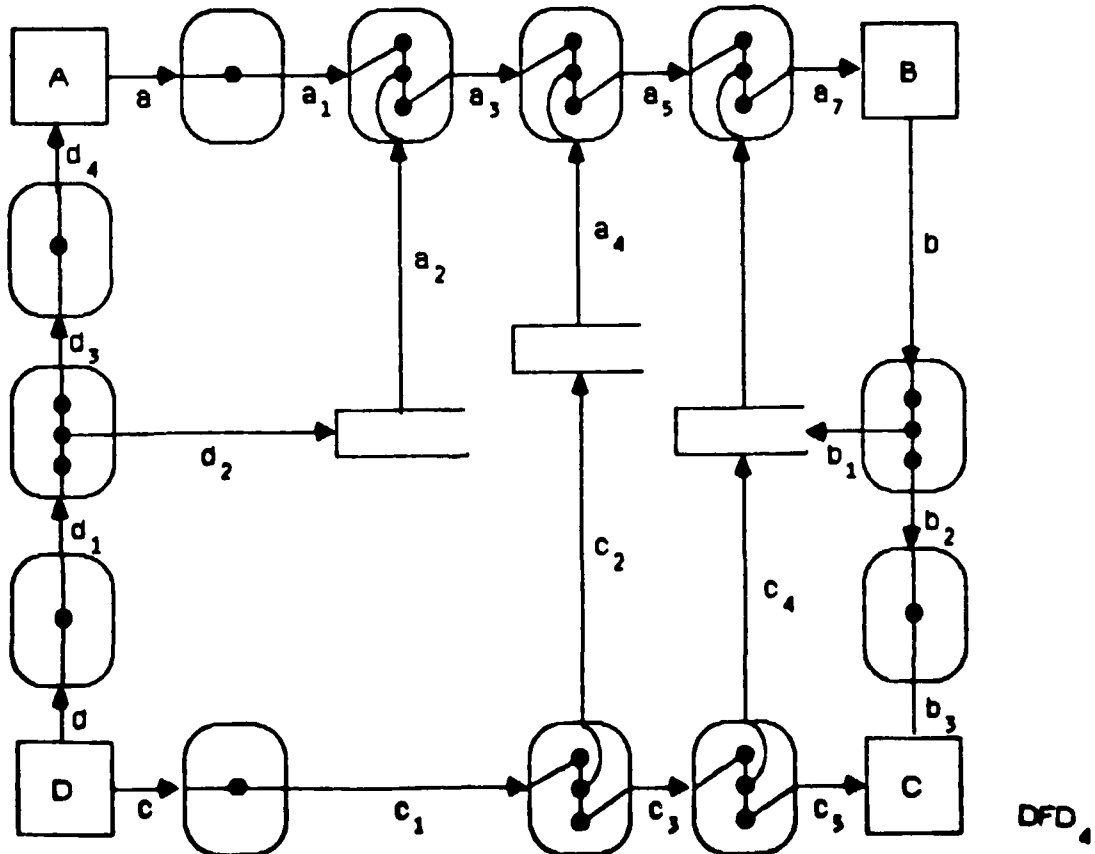 A
a
a₁
a₃
a₅
a₇
B
d₄
a₂
a₄
b
d₃
d₂
b₁
d₁
c₂
c₄
b₂
d
b₃
D
c
c₁
c₃
c₅
C
DFD₄